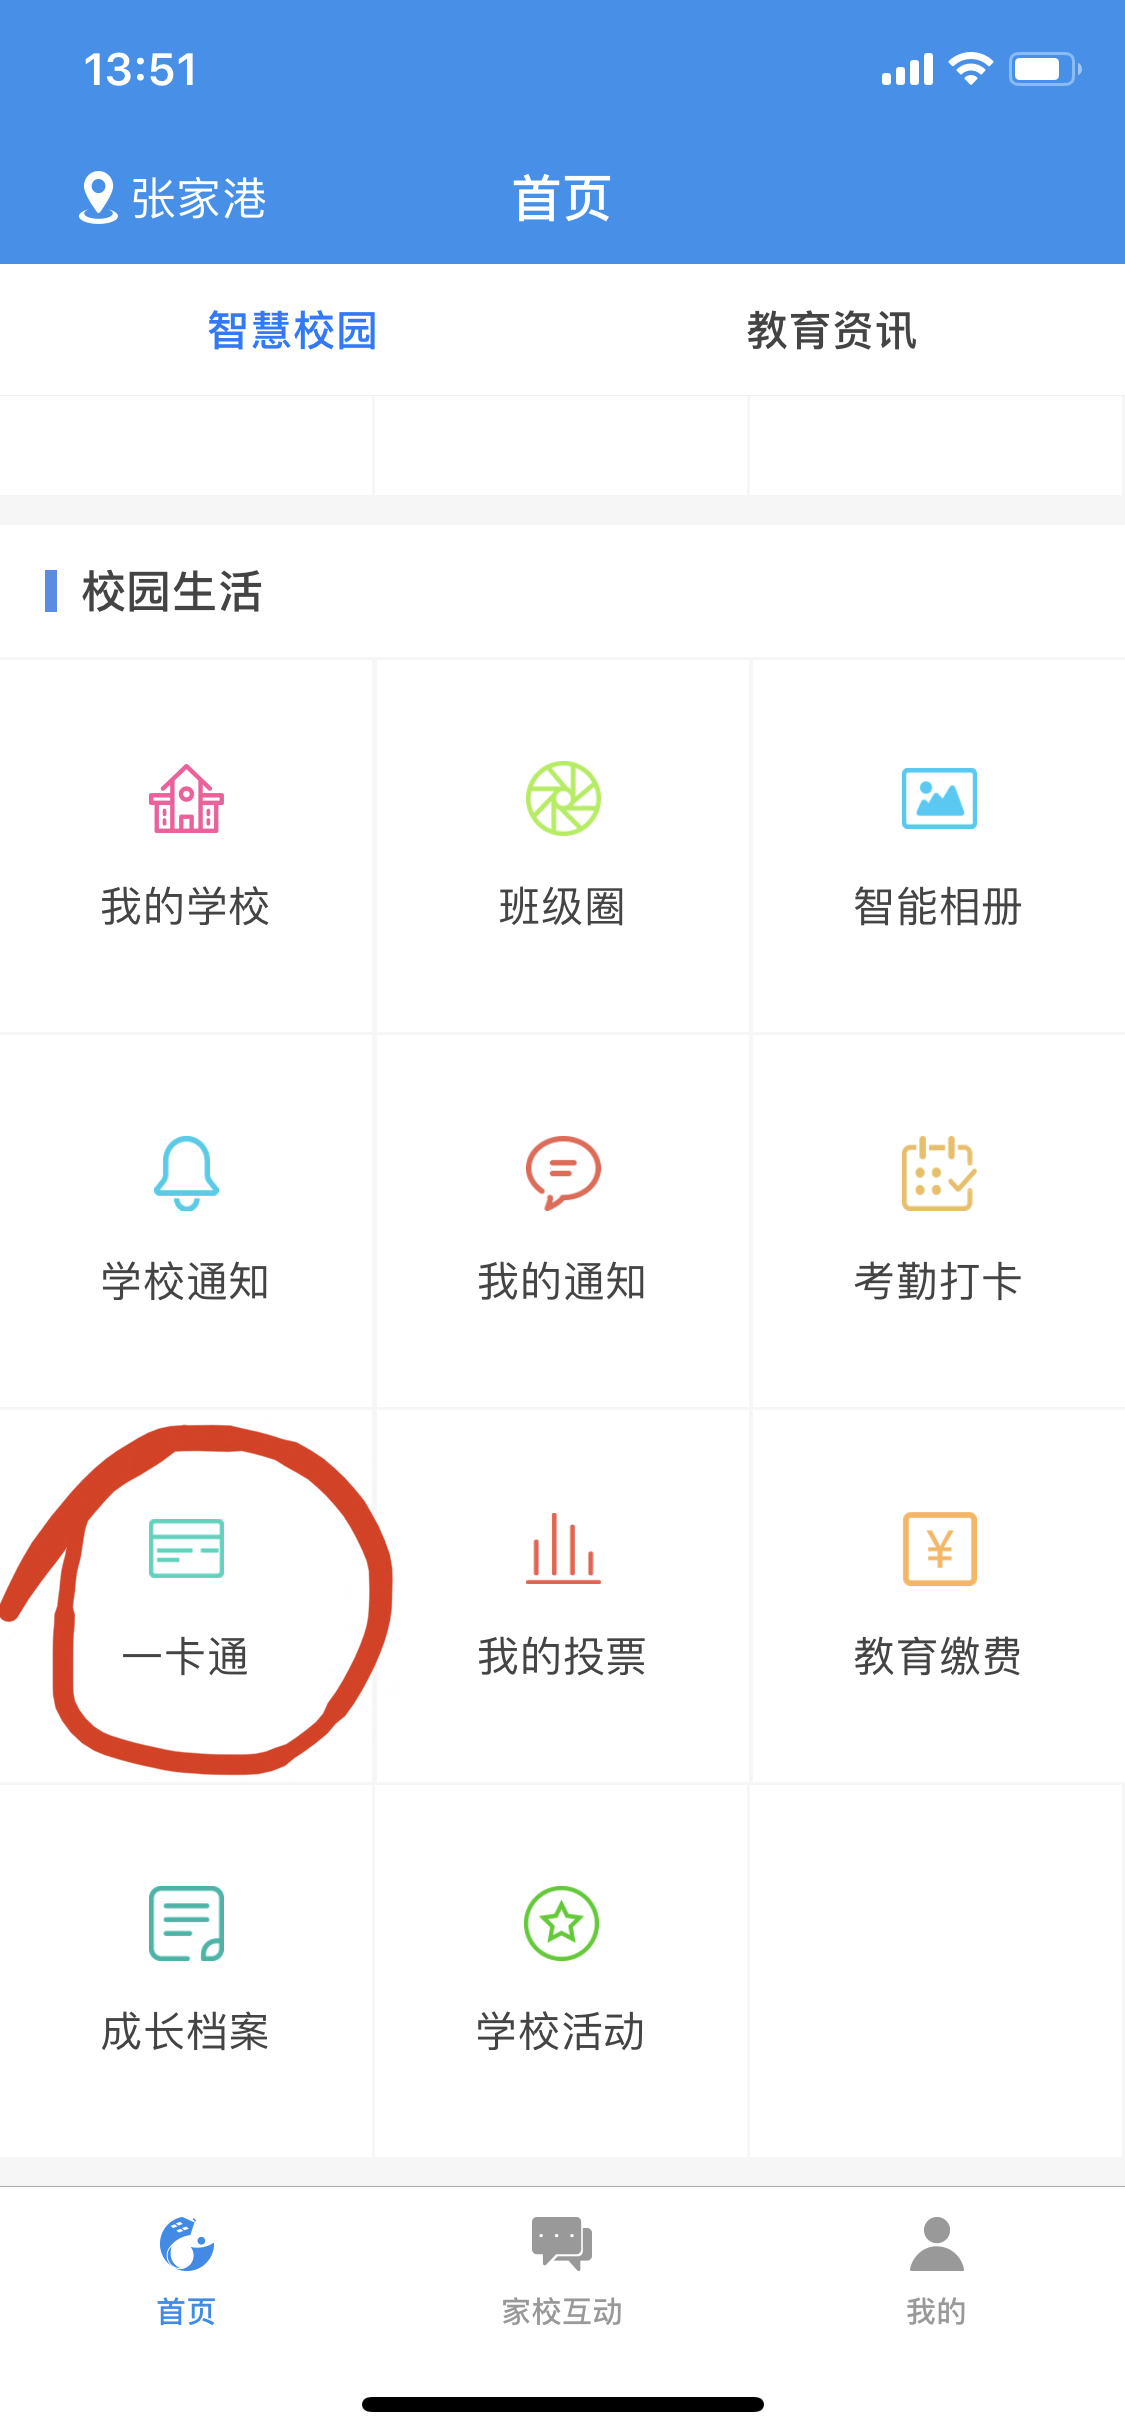 13:51
张家港 首页
智慧校园 教育资讯
校园生活
我的学校 班级圈 智能相册
学校通知 我的通知 考勤打卡
¥
一卡通 我的投票 教育缴费
成长档案 学校活动
首页 家校互动 我的